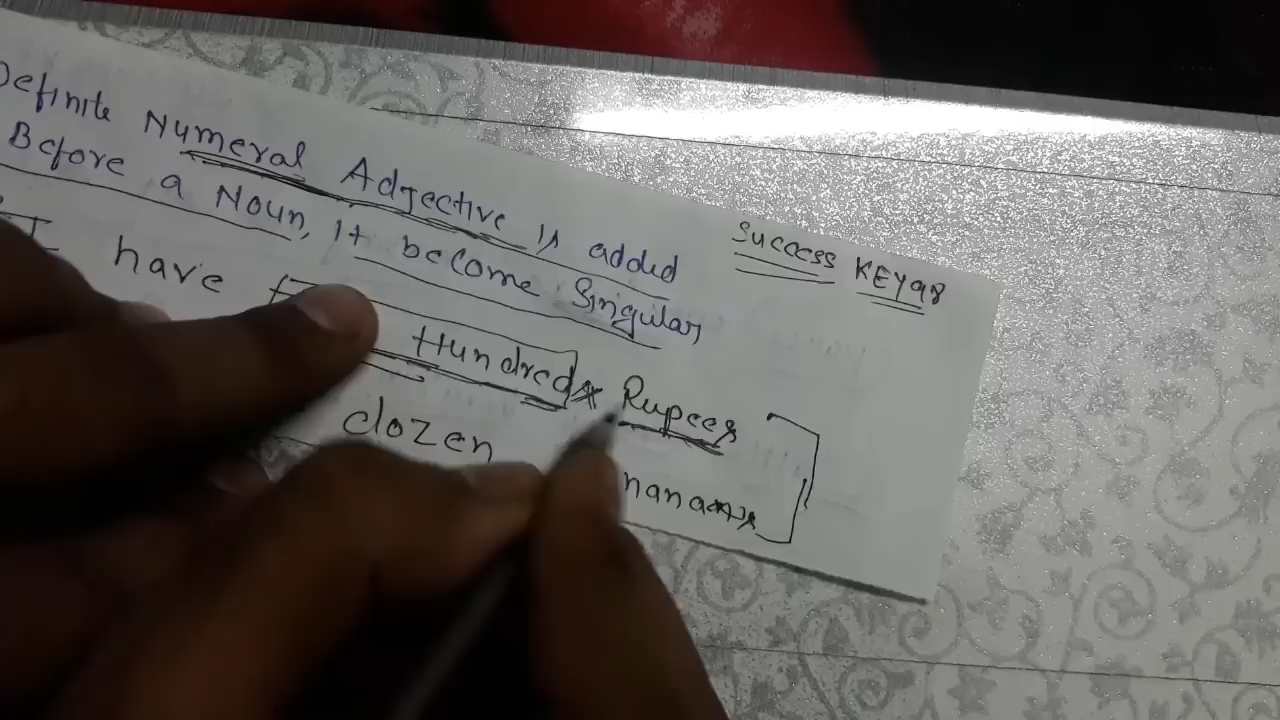 Definite Numeral Adjective is added
Before a Noun, It become Singular,
Success KEY98
I have Hundred Rupees
dozen